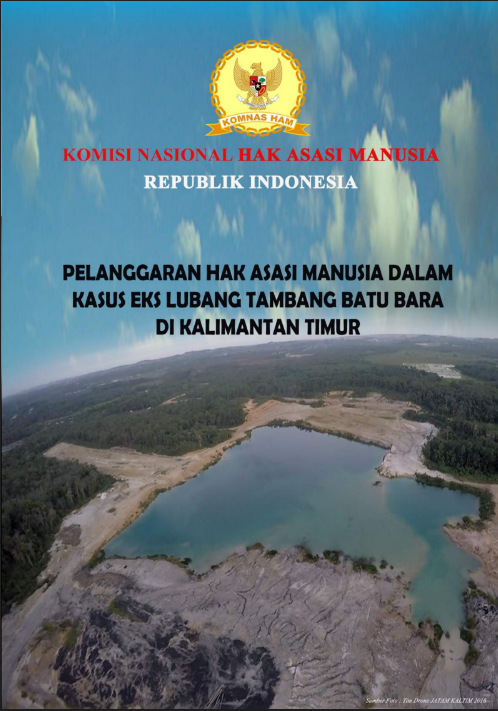 KOMNAS HAM
KOMISI NASIONAL HAK ASASI MANUSIA
REPUBLIK INDONESIA
PELANGGARAN HAK ASASI MANUSIA DALAM
KASUS EKS LUBANG TAMBANG BATU BARA
DI KALIMANTAN TIMUR
Sumber Foto : Tim Drone JATAM KALTIM 2016